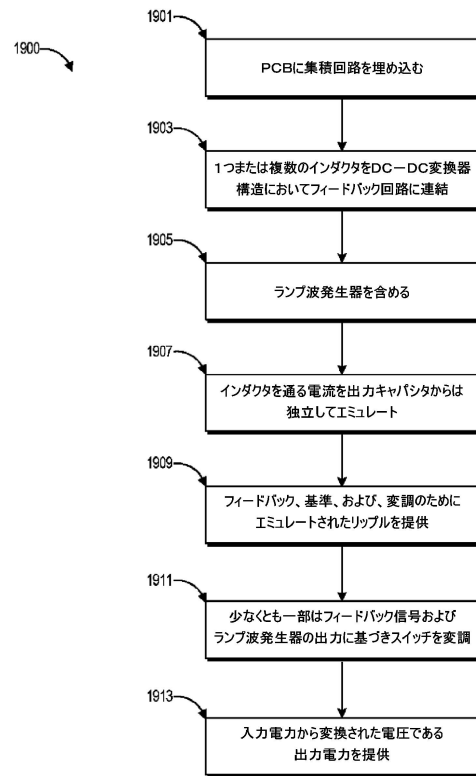 1900
1901
PCBに集積回路を埋め込む
1903
1つまたは複数のインダクタをDC－DC変換器
構造においてフィードバック回路に連結
1905
ランプ波発生器を含める
1907
インダクタを通る電流を出力キャパシタからは
独立してエミュレート
1909
フィードバック、基準、および、変調のために
エミュレートされたリップルを提供
1911
少なくとも一部はフィードバック信号および
ランプ波発生器の出力に基づきスイッチを変調
1913
入力電力から変換された電圧である
出力電力を提供